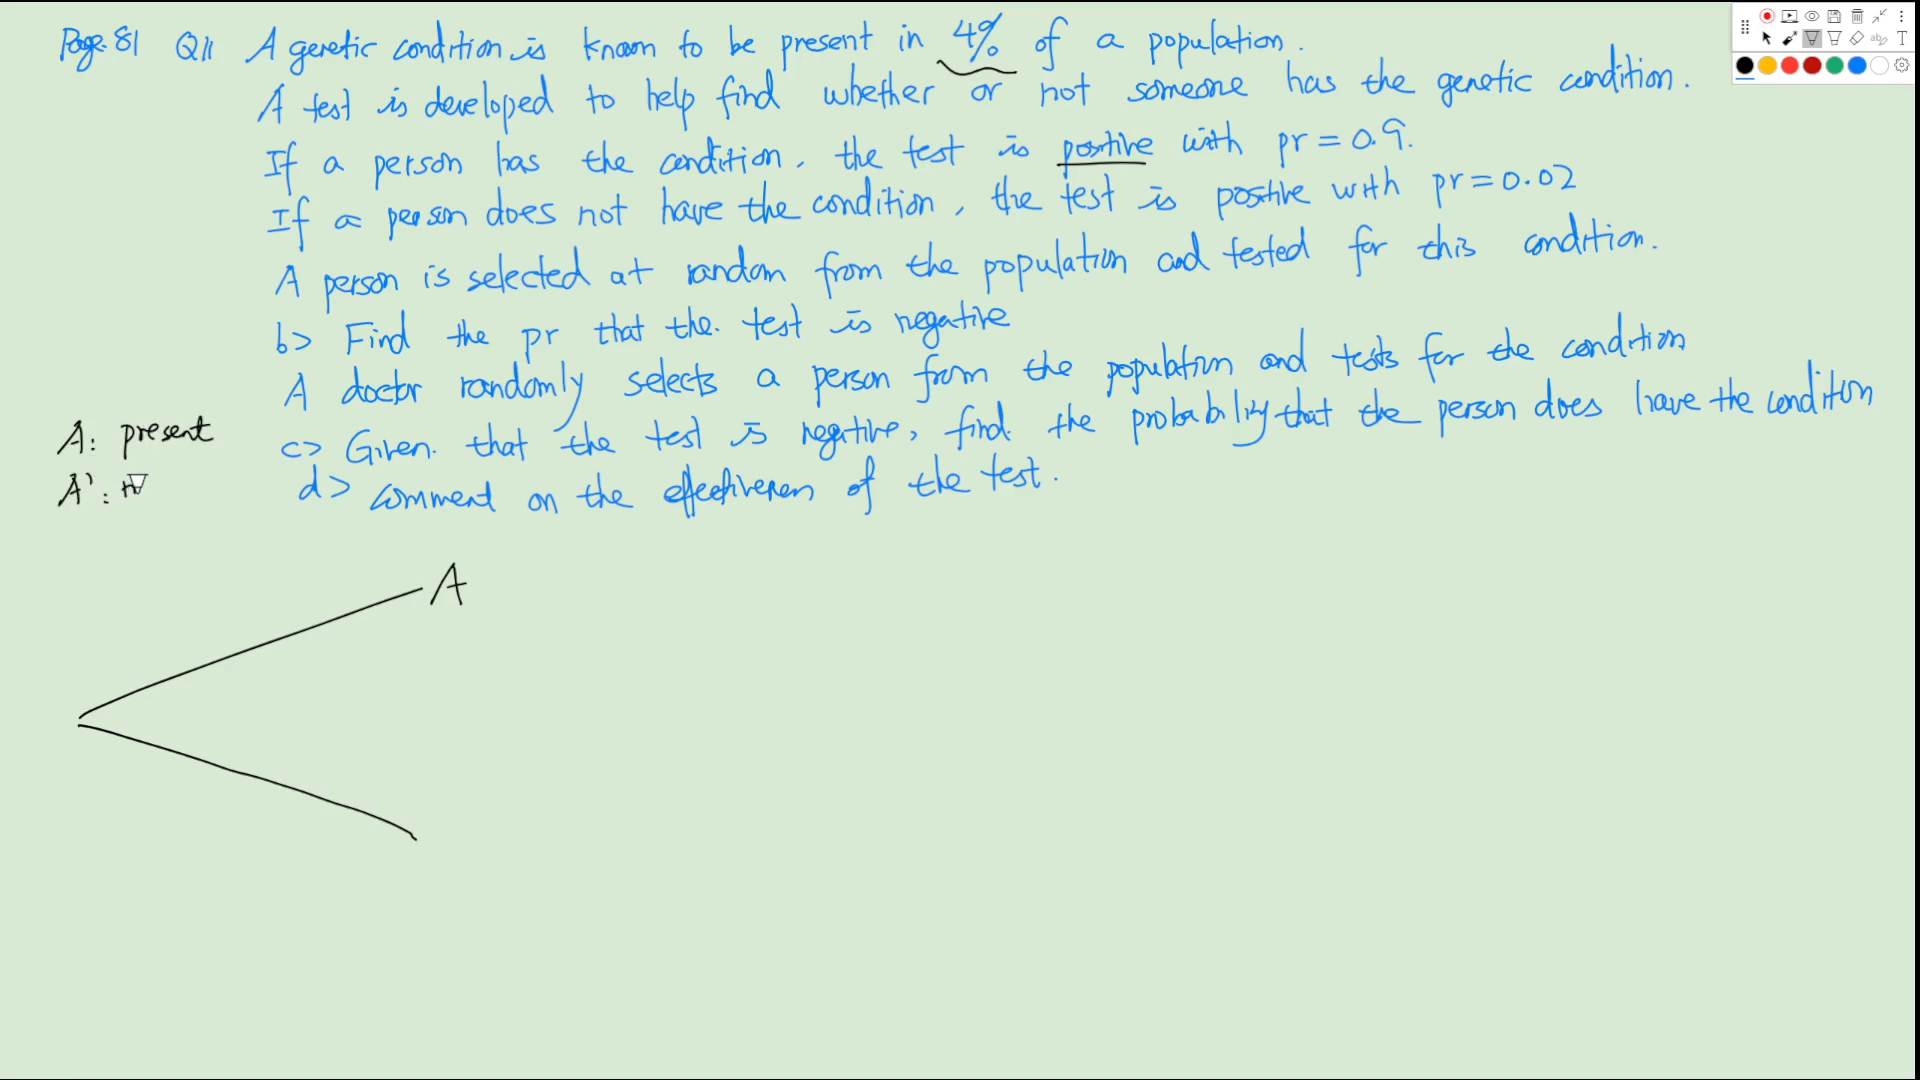 Page. 81 Q11 A genetic condition is known to be present in 4% of a population.
A test is developed to help find whether or not someone has the genetic condition.
If a person has the condition, the test is positive with pr = 0.9.
If a person does not have the condition, the test is positive with pr = 0.02
A person is selected at random from the population and tested for this condition.
b> Find the pr that the. test is negative
A doctor randomly selects a person from the population and tests for the condition
A: present
c> Given. that the test is negative, find. the probability that the person does have the condition
A':
d> comment on the effectiveness of the test.
A